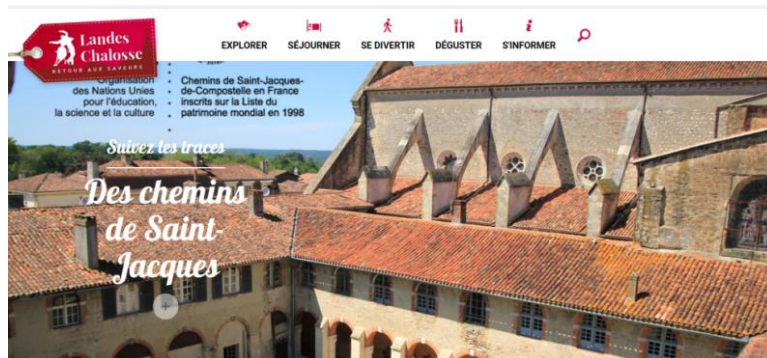 Landes
Chalosse
RETOUR AUX SAVEURS
EXPLORER
SÉJOURNER
SE DIVERTIR
DÉGUSTER
S'INFORMER
Organisation
des Nations Unies
pour l'éducation,
la science et la culture
Chemins de Saint-Jacques-
de-Compostelle en France
inscrits sur la Liste du
patrimoine mondial en 1998
Suivez les traces
Des chemins
de Saint-
Jacques
+